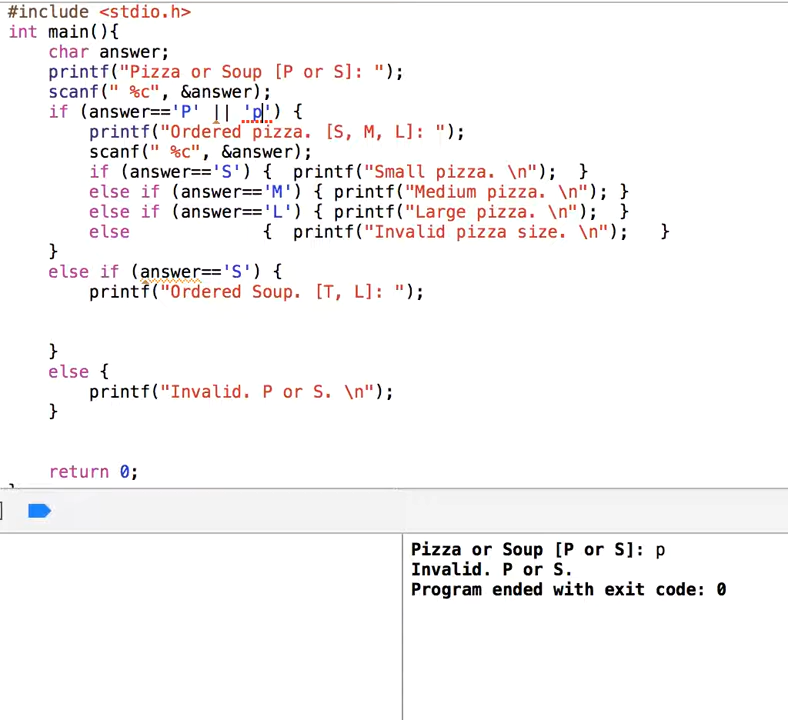 #include <stdio.h>
int main(){
    char answer;
    printf("Pizza or Soup [P or S]: ");
    scanf(" %c", &answer);
    if (answer=='P' || 'p') {
        printf("Ordered pizza. [S, M, L]: ");
        scanf(" %c", &answer);
        if (answer=='S') {  printf("Small pizza. \n");  }
        else if (answer=='M') { printf("Medium pizza. \n"); }
        else if (answer=='L') { printf("Large pizza. \n");  }
        else             {  printf("Invalid pizza size. \n");   }
    }
    else if (answer=='S') {
        printf("Ordered Soup. [T, L]: ");
    }
    else {
        printf("Invalid. P or S. \n");
    }
    return 0;
Pizza or Soup [P or S]: p
Invalid. P or S.
Program ended with exit code: 0